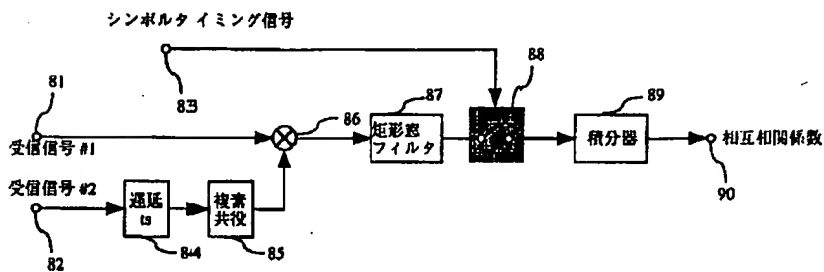 シンボルタイミング信号
83
81
受信信号 #1
86
87
矩形窓
フィルタ
88
89
積分器
相互相関係数
90
受信信号 #2
82
遅延
ts
84
複素
共役
85